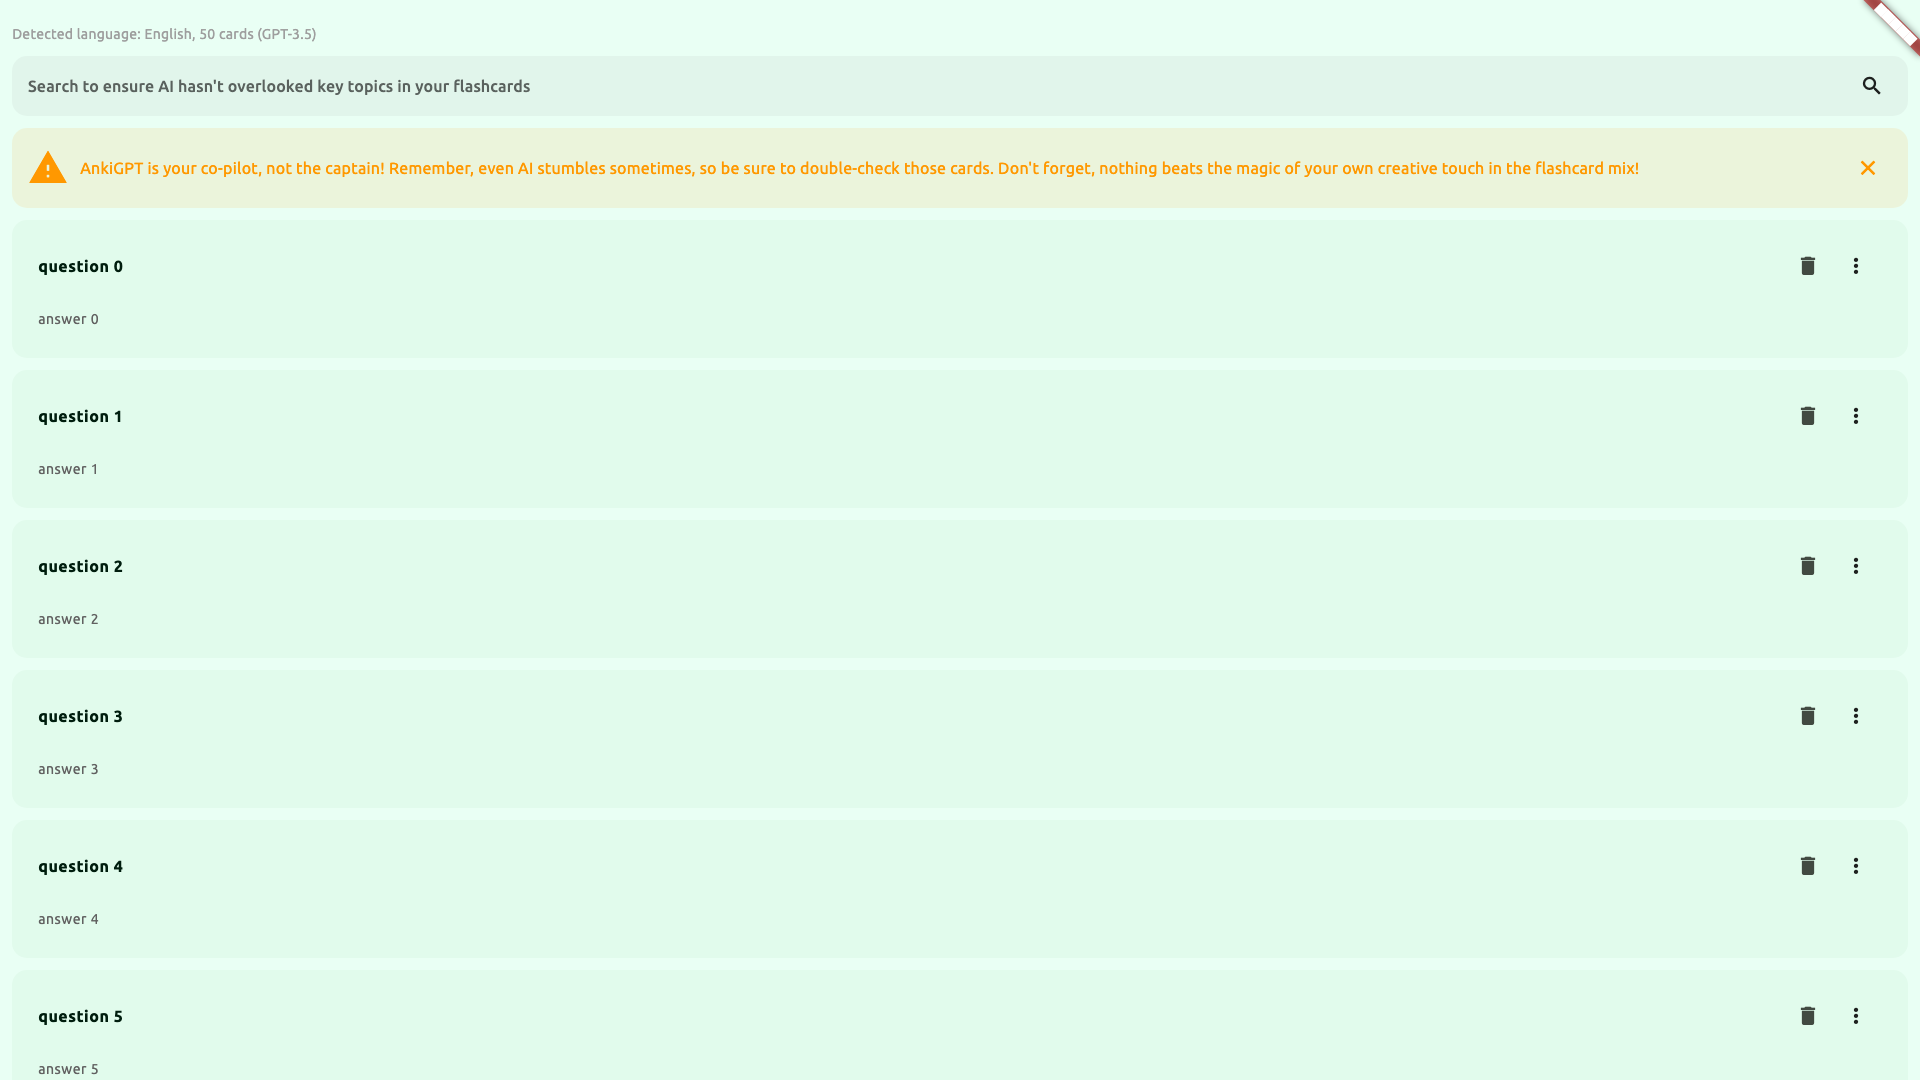 Detected language: English, 50 cards (GPT-3.5)
Search to ensure AI hasn't overlooked key topics in your flashcards
AnkiGPT is your co-pilot, not the captain! Remember, even AI stumbles sometimes, so be sure to double-check those cards. Don't forget, nothing beats the magic of your own creative touch in the flashcard mix!
question 0
answer 0
question 1
answer 1
question 2
answer 2
question 3
answer 3
question 4
answer 4
question 5
answer 5